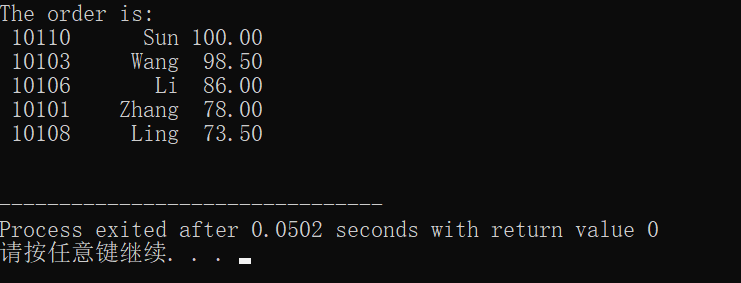 The order is:
 10110      Sun 100.00
 10103     Wang  98.50
 10106       Li  86.00
 10101    Zhang  78.00
 10108     Ling  73.50
--------------------------------
Process exited after 0.0502 seconds with return value 0
请按任意键继续. . .